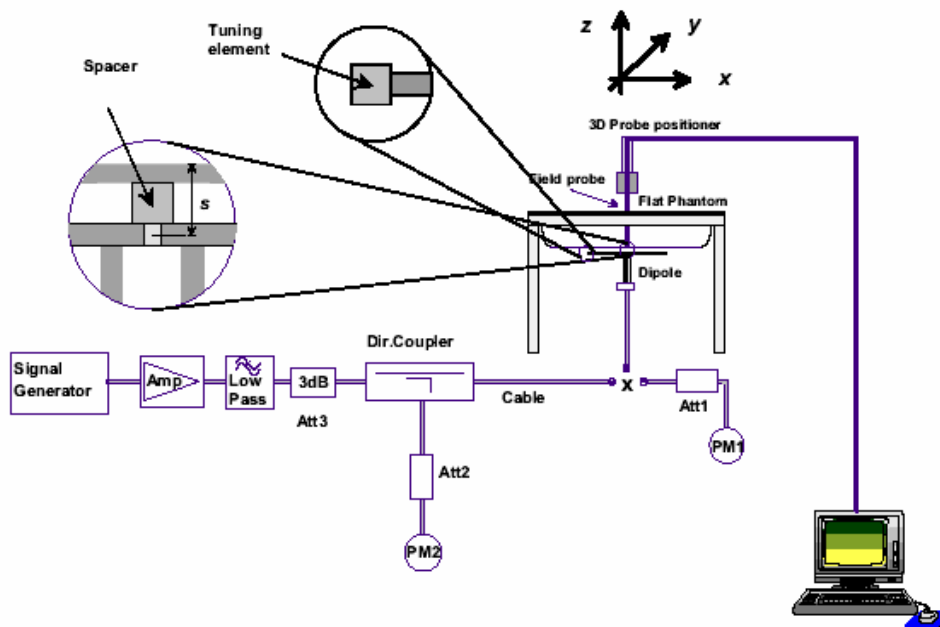 Tuning
element
Spacer
s
z
y
x
3D Probe positioner
Field probe
Flat Phantom
Dipole
Dir.Coupler
Signal
Generator
Amp
Low
Pass
3dB
Att3
Cable
x
Att1
PM1
Att2
PM2